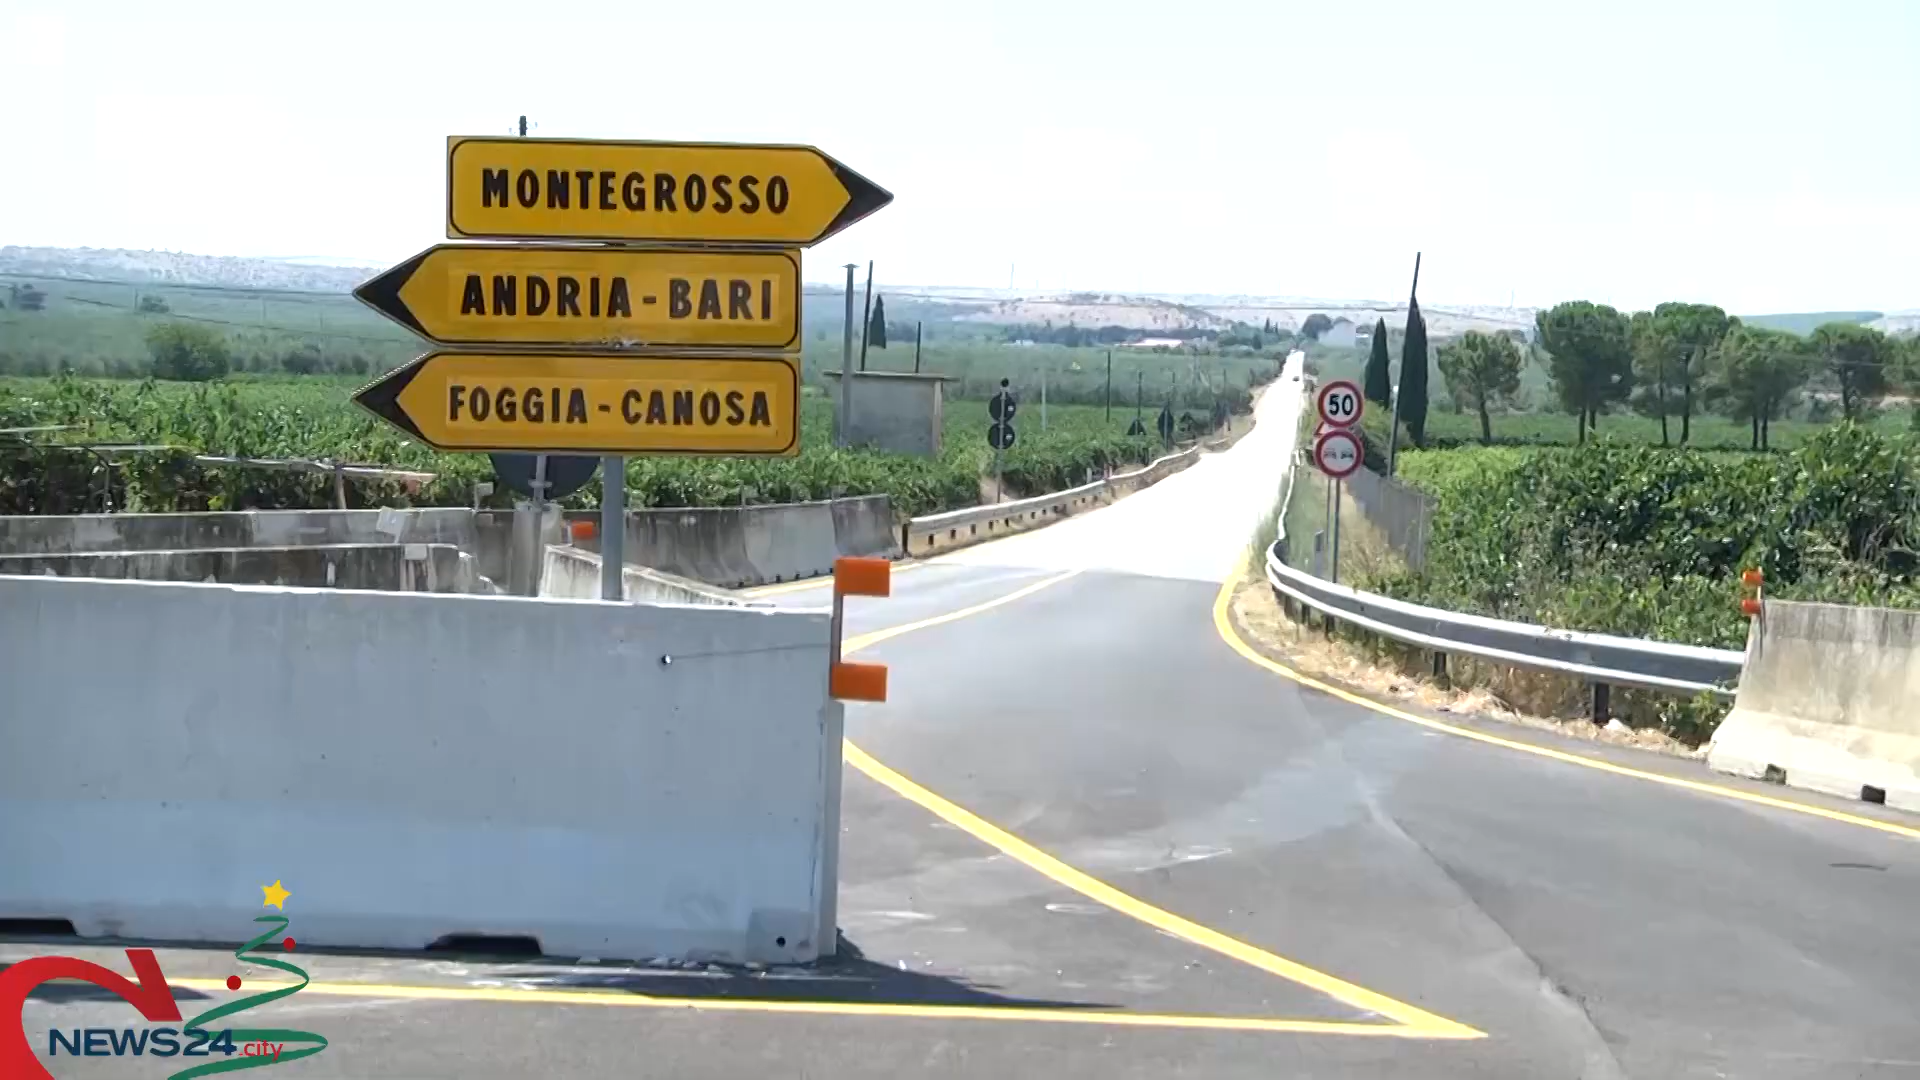 MONTEGROSSO
ANDRIA-BARI
FOGGIA-CANOSA
50
NEWS24.city